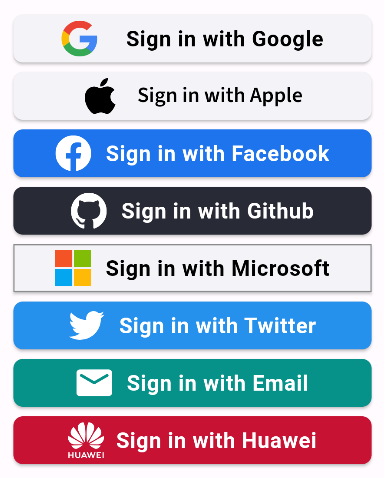 Sign in with Google
Sign in with Apple
Sign in with Facebook
Sign in with Github
Sign in with Microsoft
Sign in with Twitter
Sign in with Email
HUAWEI Sign in with Huawei